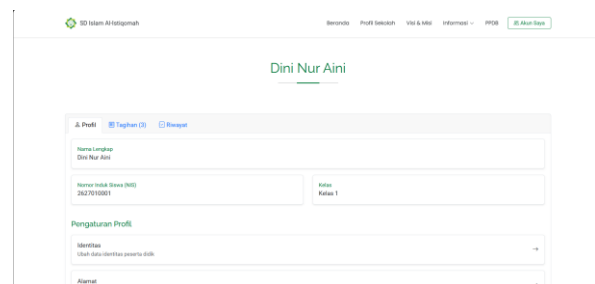 SD Islam Al-Istiqomah
Beranda Profil Sekolah Visi & Misi Informasi PPDB Akun Saya
Dini Nur Aini
Profil Tagihan (3) Riwayat
Nama Lengkap
Dini Nur Aini
Nomor Induk Siswa (NIS)
2627010001
Kelas
Kelas 1
Pengaturan Profil
Identitas
Ubah data identitas peserta didik
Alamat